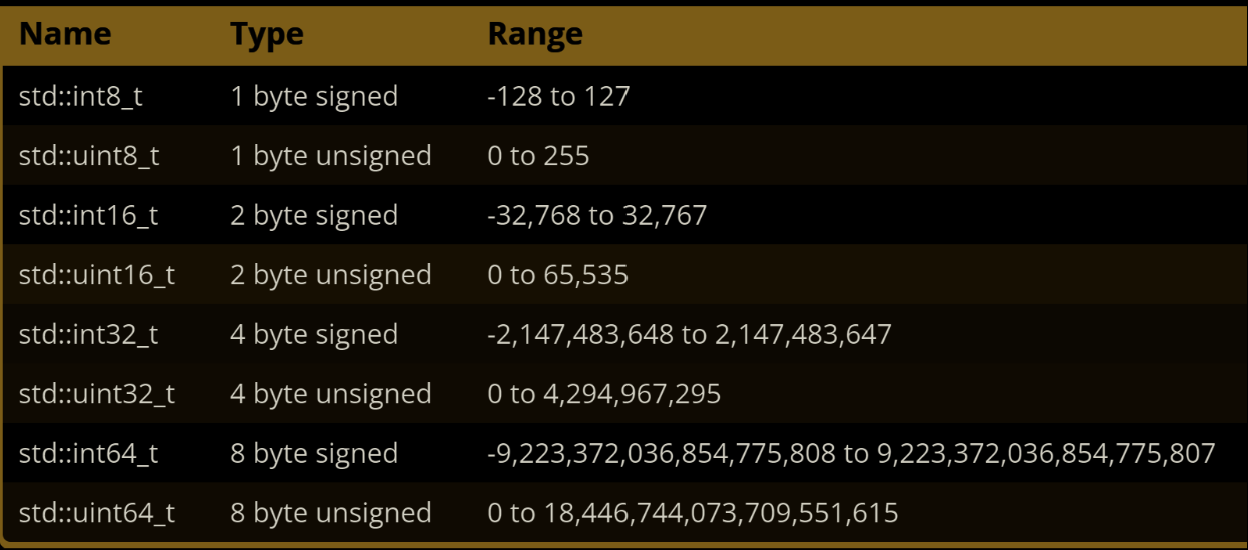 Name Type Range
std::int8_t 1 byte signed -128 to 127
std::uint8_t 1 byte unsigned 0 to 255
std::int16_t 2 byte signed -32,768 to 32,767
std::uint16_t 2 byte unsigned 0 to 65,535
std::int32_t 4 byte signed -2,147,483,648 to 2,147,483,647
std::uint32_t 4 byte unsigned 0 to 4,294,967,295
std::int64_t 8 byte signed -9,223,372,036,854,775,808 to 9,223,372,036,854,775,807
std::uint64_t 8 byte unsigned 0 to 18,446,744,073,709,551,615